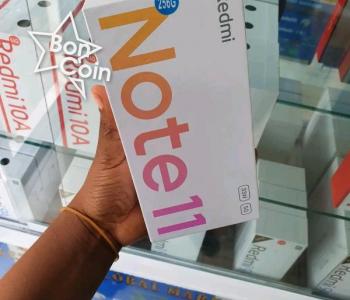 Bon
Coin
256G
Redmi
Note 11
Redmi 10A
Redmi 10A